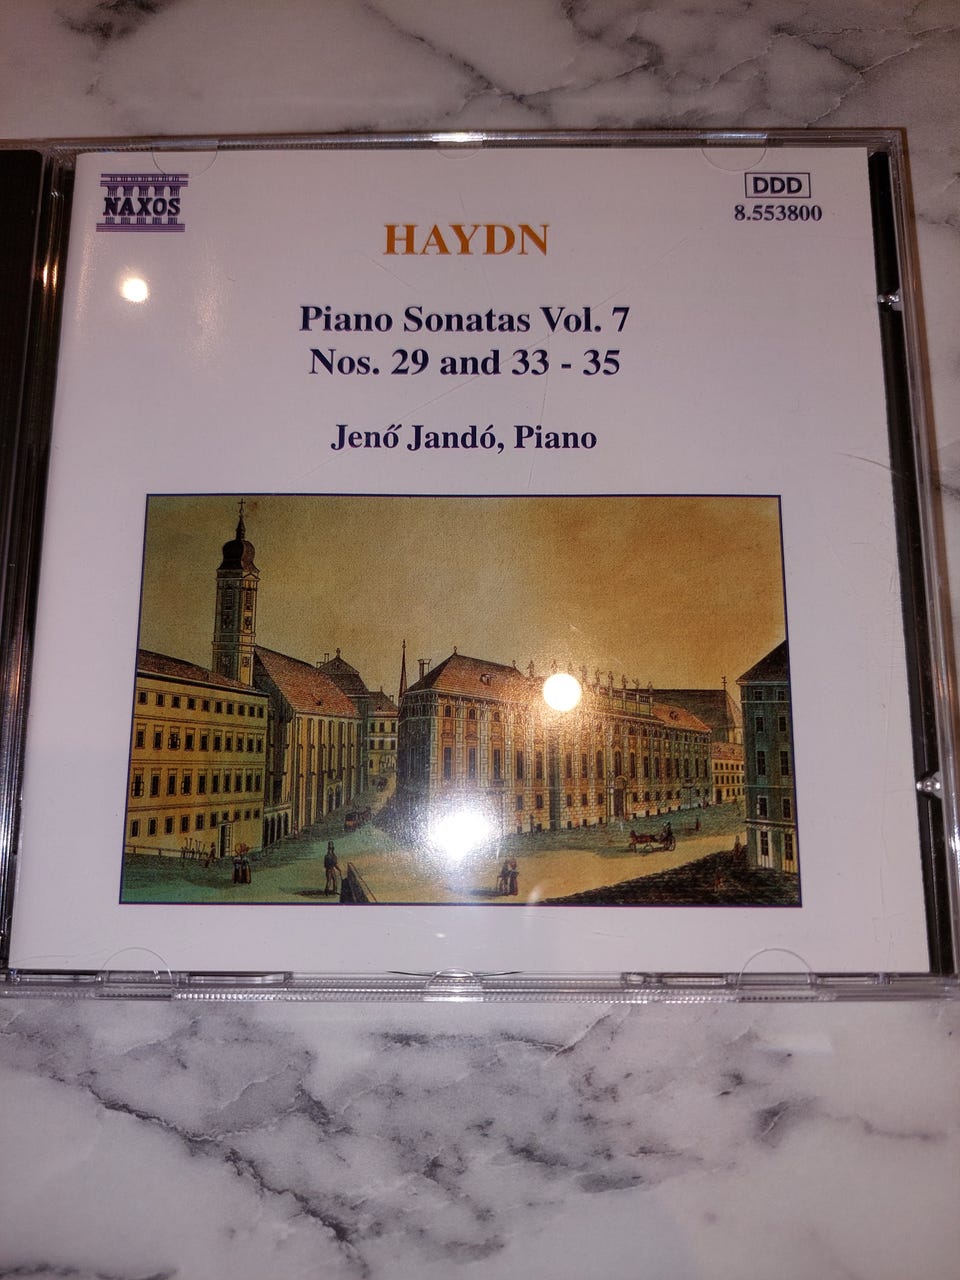 NAXOS
DDD
8.553800
HAYDN
Piano Sonatas Vol. 7
Nos. 29 and 33 - 35
Jenő Jandó, Piano